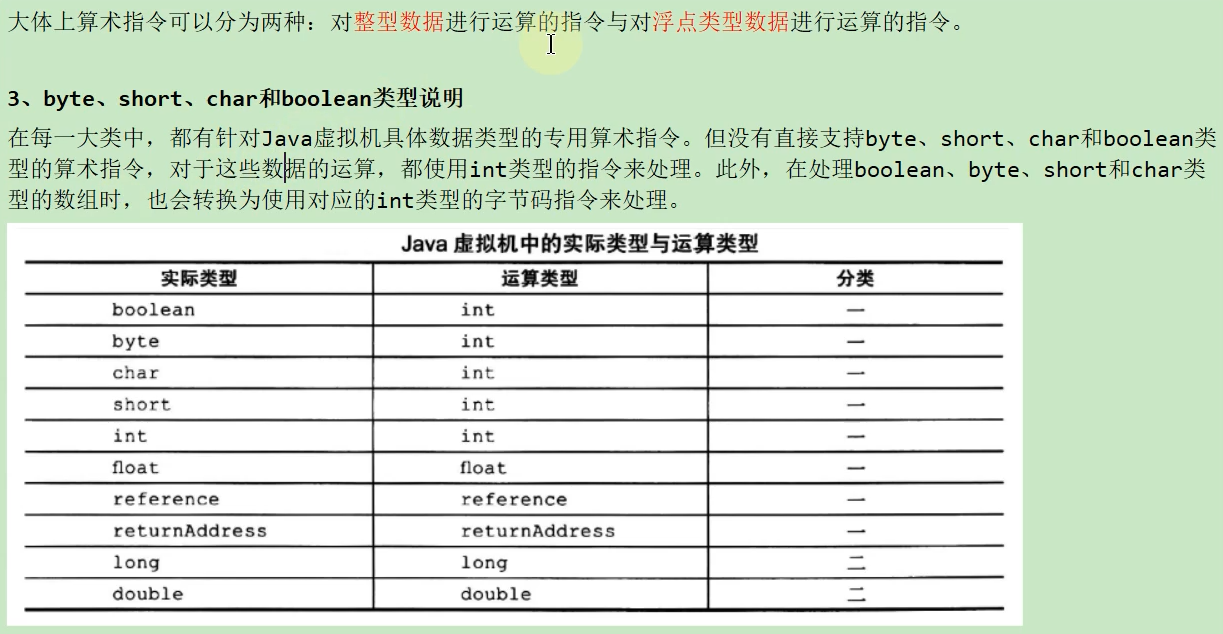 大体上算术指令可以分为两种：对整型数据进行运算的指令与对浮点类型数据进行运算的指令。
3、byte、short、char和boolean类型说明
在每一大类中，都有针对Java虚拟机具体数据类型的专用算术指令。但没有直接支持byte、short、char和boolean类
型的算术指令，对于这些数据的运算，都使用int类型的指令来处理。此外，在处理boolean、byte、short和char类
型的数组时，也会转换为使用对应的int类型的字节码指令来处理。
Java 虚拟机中的实际类型与运算类型
实际类型 运算类型 分类
boolean int 一
byte int 一
char int 一
short int 一
int int 一
float float 一
reference reference 一
returnAddress returnAddress 一
long long 二
double double 二